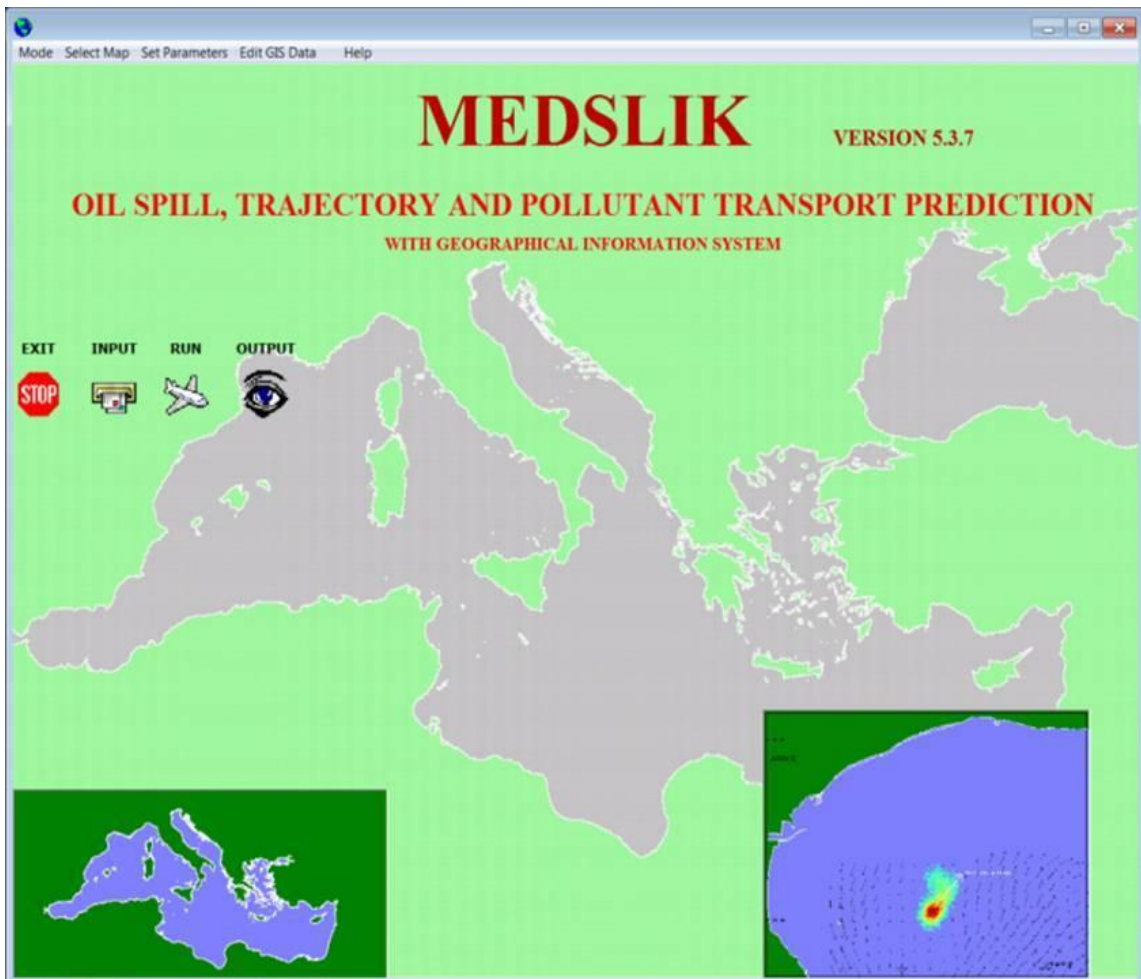 Mode Select Map Set Parameters Edit GIS Data Help
MEDSLIK VERSION 5.3.7
OIL SPILL, TRAJECTORY AND POLLUTANT TRANSPORT PREDICTION
WITH GEOGRAPHICAL INFORMATION SYSTEM
EXIT INPUT RUN OUTPUT
STOP